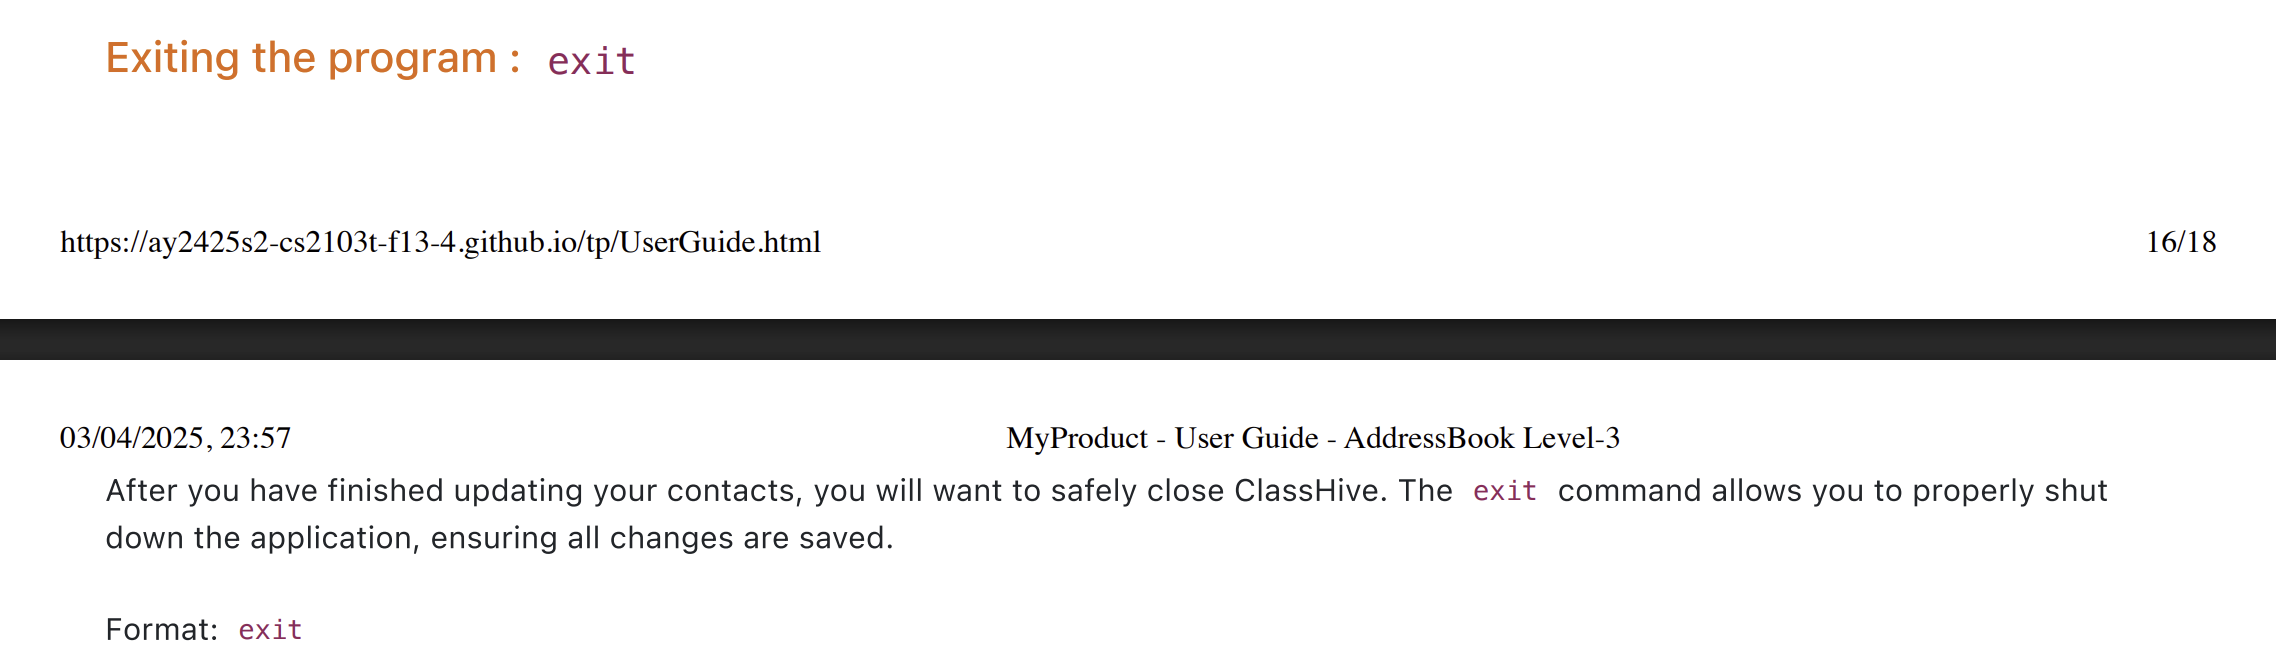 Exiting the program : exit
https://ay2425s2-cs2103t-f13-4.github.io/tp/UserGuide.html 16/18
03/04/2025, 23:57 MyProduct - User Guide - AddressBook Level-3
After you have finished updating your contacts, you will want to safely close ClassHive. The exit command allows you to properly shut
down the application, ensuring all changes are saved.
Format: exit